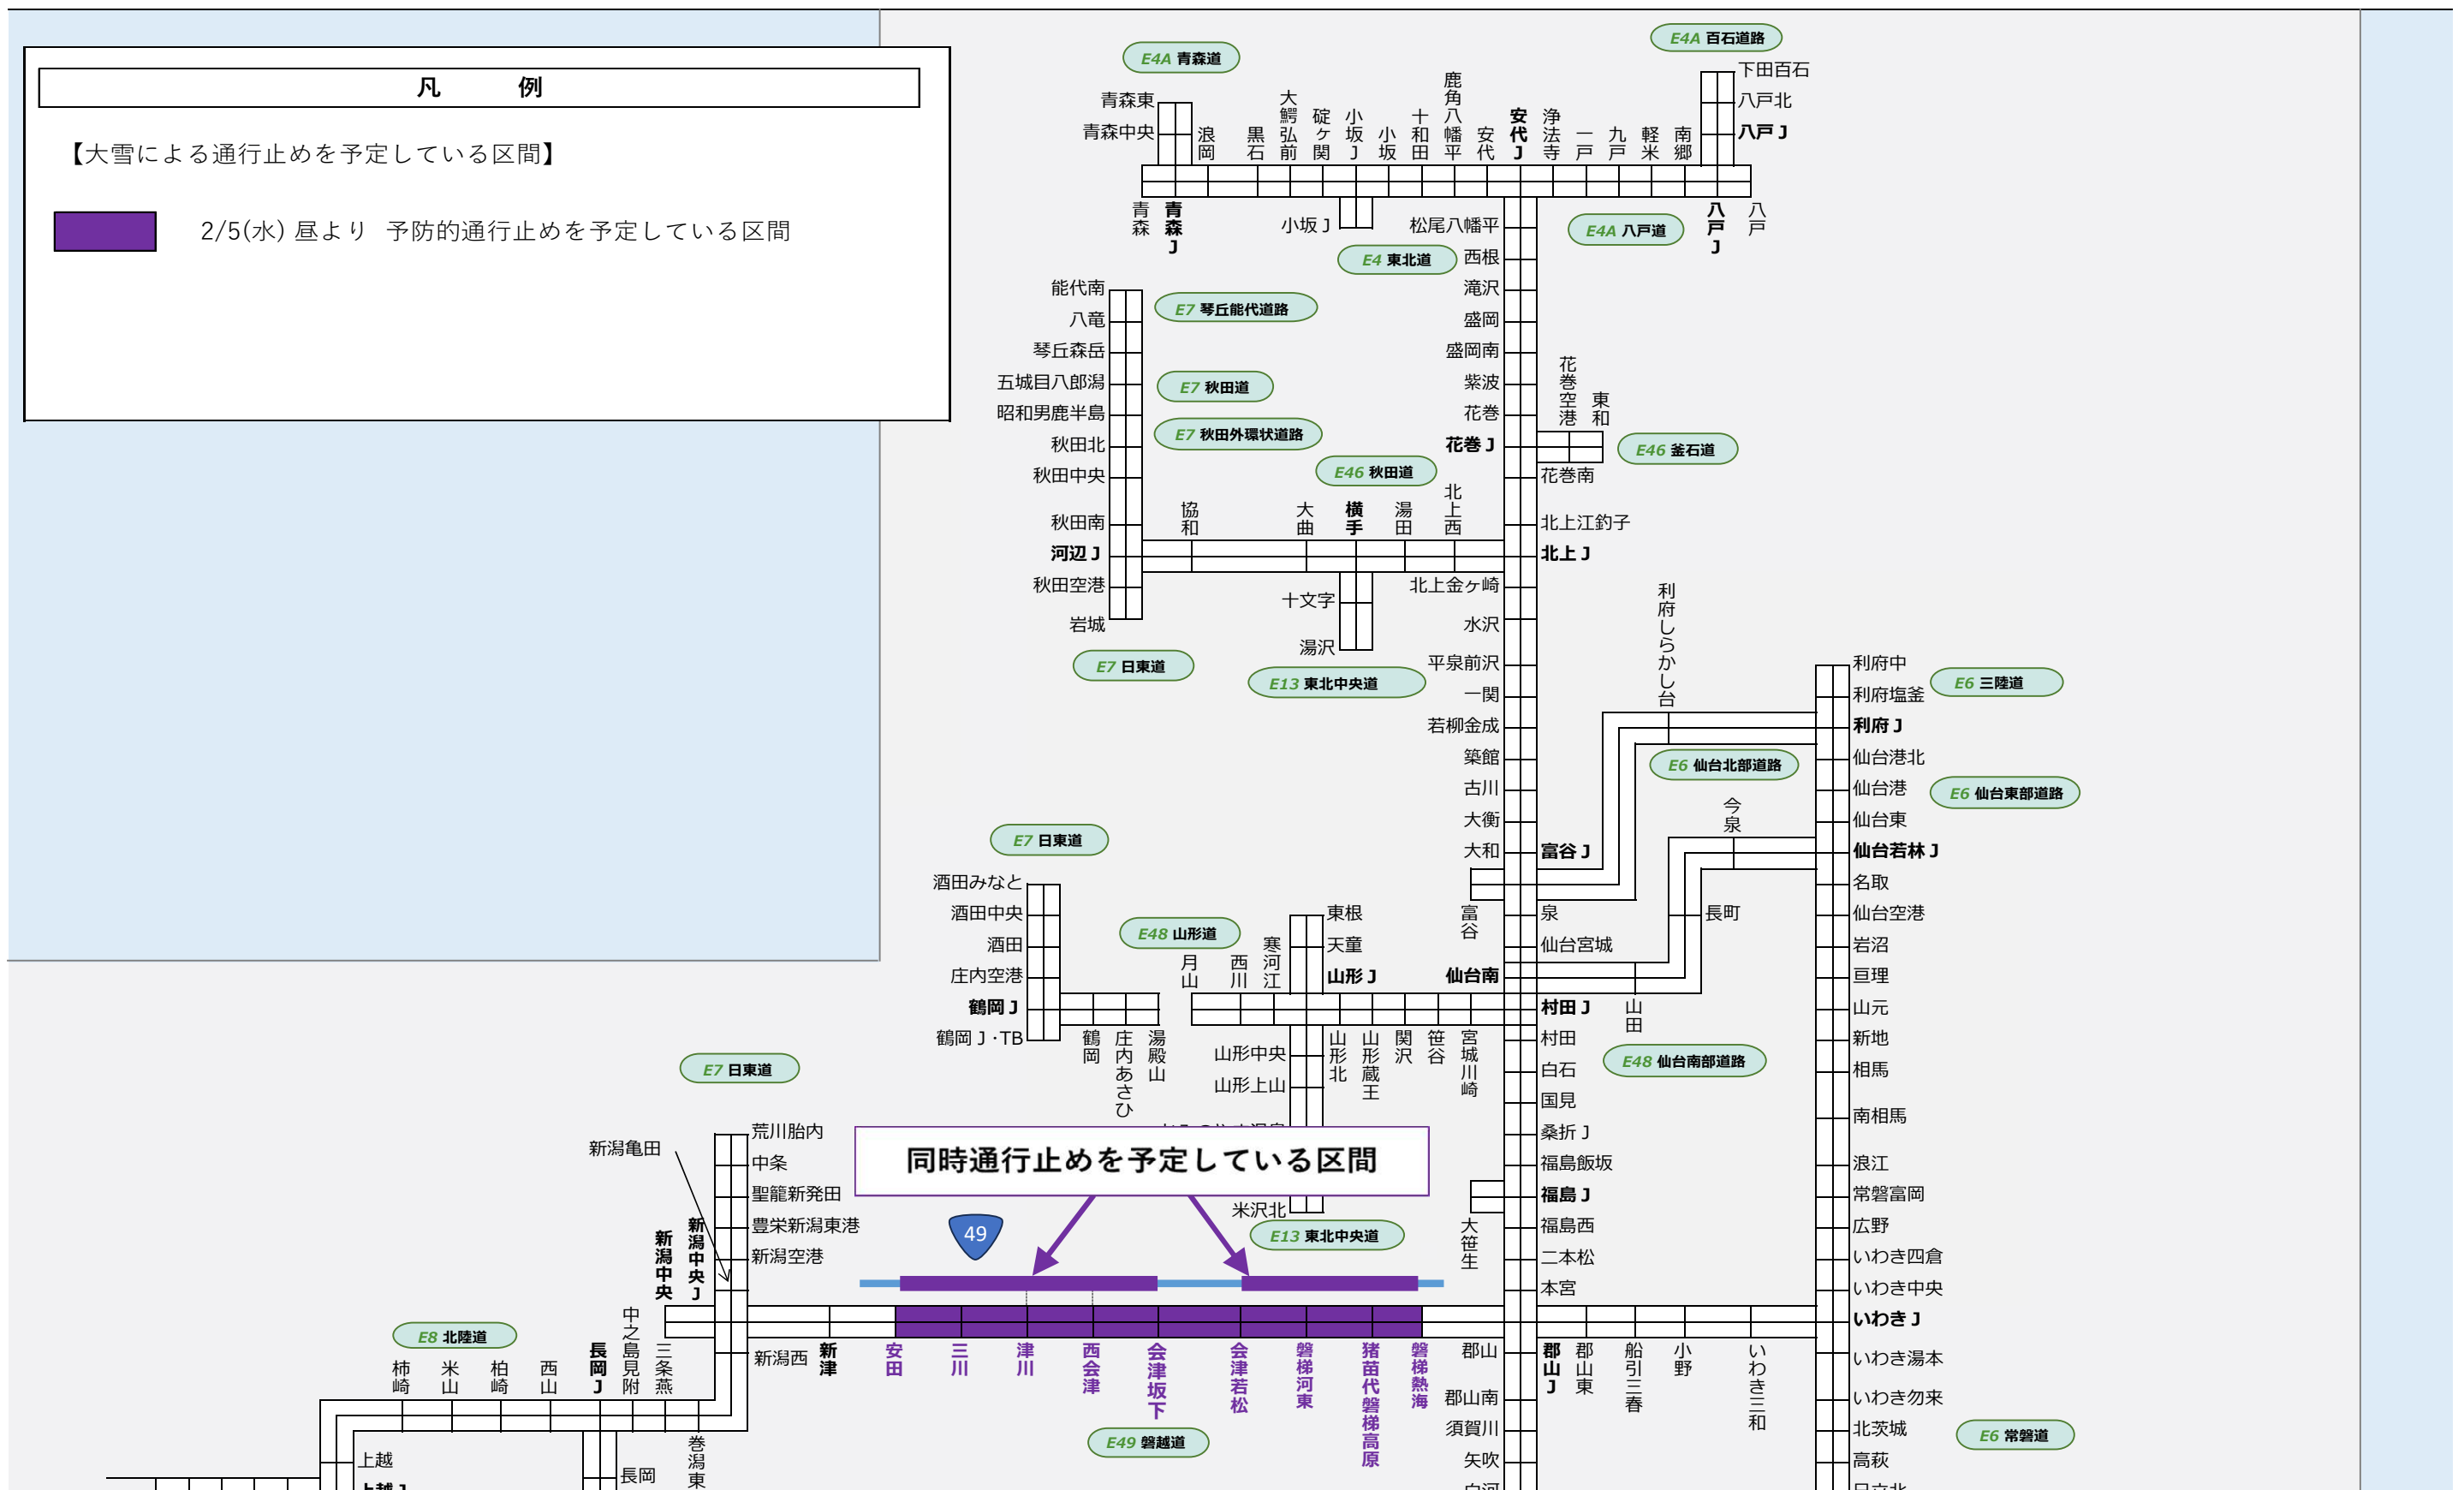 凡　　　例
【大雪による通行止めを予定している区間】
2/5(水) 昼より　予防的通行止めを予定している区間
E4A 青森道
E4A 百石道路
下田百石
八戸北
八戸J
青森東
青森中央
浪岡
黒石
大鰐弘前
碇ヶ関
小坂J
小坂
十和田
鹿角八幡平
安代
安代J
浄法寺
一戸
九戸
軽米
南郷
青森
青森J
小坂J
松尾八幡平
E4A 八戸道
八戸J
八戸
E4 東北道
西根
滝沢
盛岡
盛岡南
紫波
花巻
花巻J
花巻空港
東和
E46 釜石道
花巻南
能代南
八竜
琴丘森岳
五城目八郎潟
昭和男鹿半島
秋田北
秋田中央
秋田南
河辺J
秋田空港
岩城
E7 琴丘能代道路
E7 秋田道
E7 秋田外環状道路
E46 秋田道
協和
大曲
横手
湯田
北上西
北上江釣子
北上J
北上金ヶ崎
十文字
湯沢
水沢
E7 日東道
E13 東北中央道
平泉前沢
一関
若柳金成
築館
古川
大衡
大和
富谷J
利府しらかし台
利府中
利府塩釜
E6 三陸道
利府J
仙台港北
E6 仙台北部道路
仙台港
E6 仙台東部道路
今泉
仙台東
仙台若林J
名取
仙台空港
岩沼
亘理
山元
新地
相馬
南相馬
浪江
常磐富岡
広野
いわき四倉
いわき中央
いわきJ
いわき湯本
いわき勿来
北茨城
E6 常磐道
高萩
日立北
E7 日東道
酒田みなと
酒田中央
酒田
庄内空港
鶴岡J
鶴岡J・TB
鶴岡
庄内あさひ
湯殿山
E48 山形道
月山
西川
寒河江
東根
天童
山形J
仙台南
富谷
泉
仙台宮城
長町
村田J
山田
村田
E48 仙台南部道路
白石
国見
桑折J
福島飯坂
福島J
福島西
二本松
本宮
大笹生
山形中央
山形上山
山形北
山形蔵王
関沢
笹谷
宮城川崎
同時通行止めを予定している区間
米沢北
E13 東北中央道
49
E7 日東道
荒川胎内
新潟亀田
中条
聖籠新発田
豊栄新潟東港
新潟空港
新潟中央
新潟中央J
新潟西
新津
安田
三川
津川
西会津
会津坂下
会津若松
磐梯河東
猪苗代磐梯高原
磐梯熱海
E49 磐越道
郡山
郡山J
郡山東
船引三春
小野
いわき三和
郡山南
須賀川
矢吹
白河
E8 北陸道
柿崎
米山
柏崎
西山
長岡J
中之島見附
三条燕
巻潟東
上越
上越J
長岡